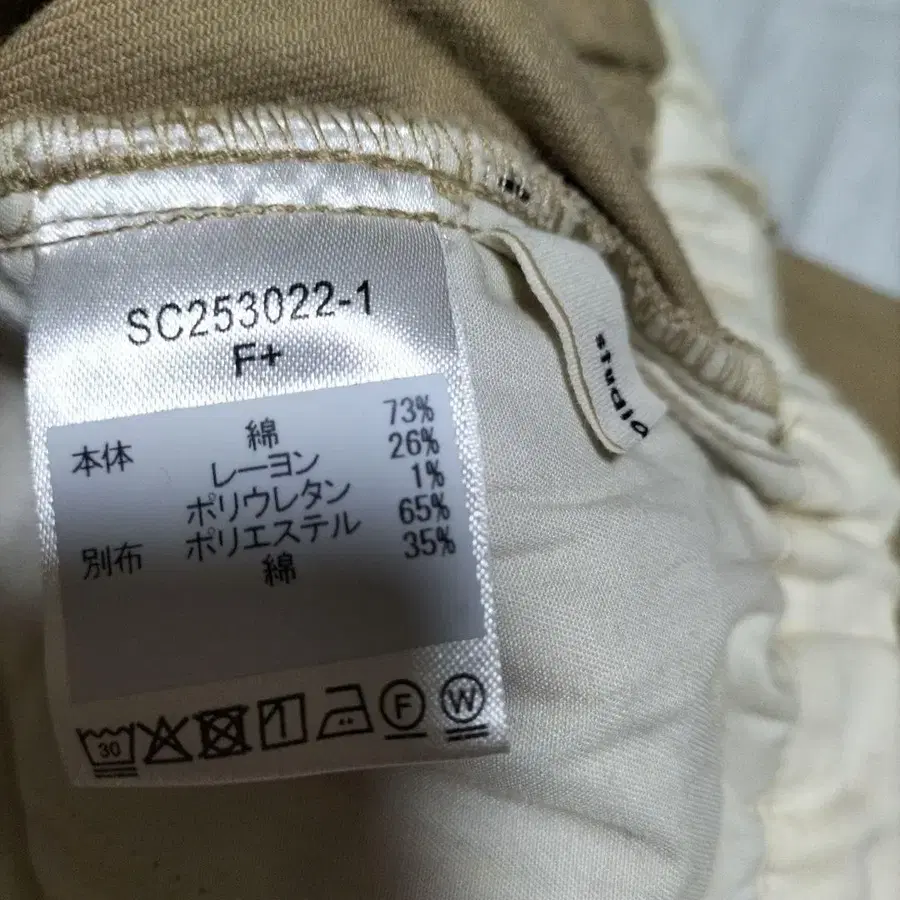 SC253022-1
F+
本体 綿 73%
レーヨン 26%
ポリウレタン 1%
別布 ポリエステル 65%
綿 35%
30
F
W
studio